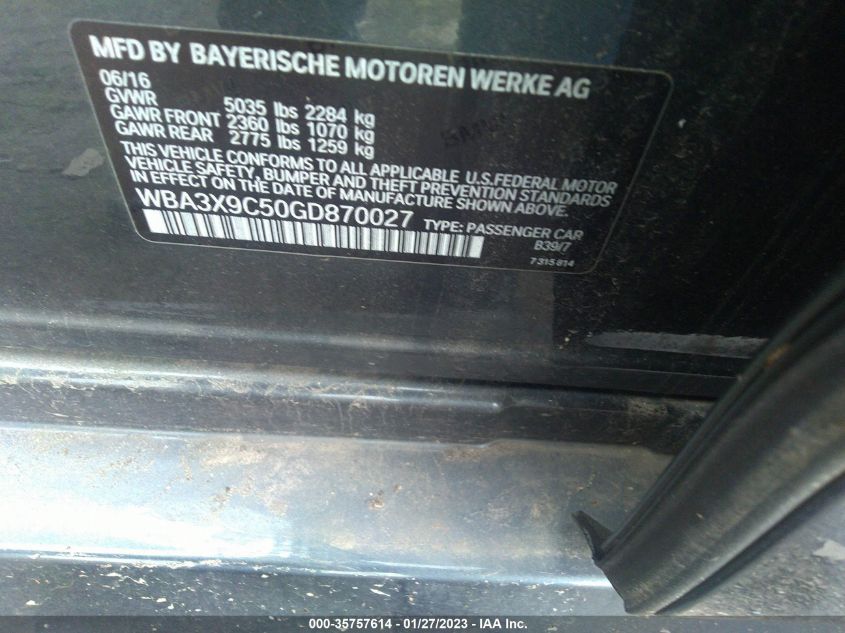 MFD BY BAYERISCHE MOTOREN WERKE AG
06/16
GVWR 5035 lbs 2284 kg
GAWR FRONT 2360 lbs 1070 kg
GAWR REAR 2775 lbs 1259 kg
THIS VEHICLE CONFORMS TO ALL APPLICABLE U.S.FEDERAL MOTOR
VEHICLE SAFETY, BUMPER AND THEFT PREVENTION STANDARDS
IN EFFECT ON THE DATE OF MANUFACTURE SHOWN ABOVE.
WBA3X9C50GD870027 TYPE: PASSENGER CAR
B39/7
7 315 814
000-35757614 / 01/27/2023 / IAA Inc.